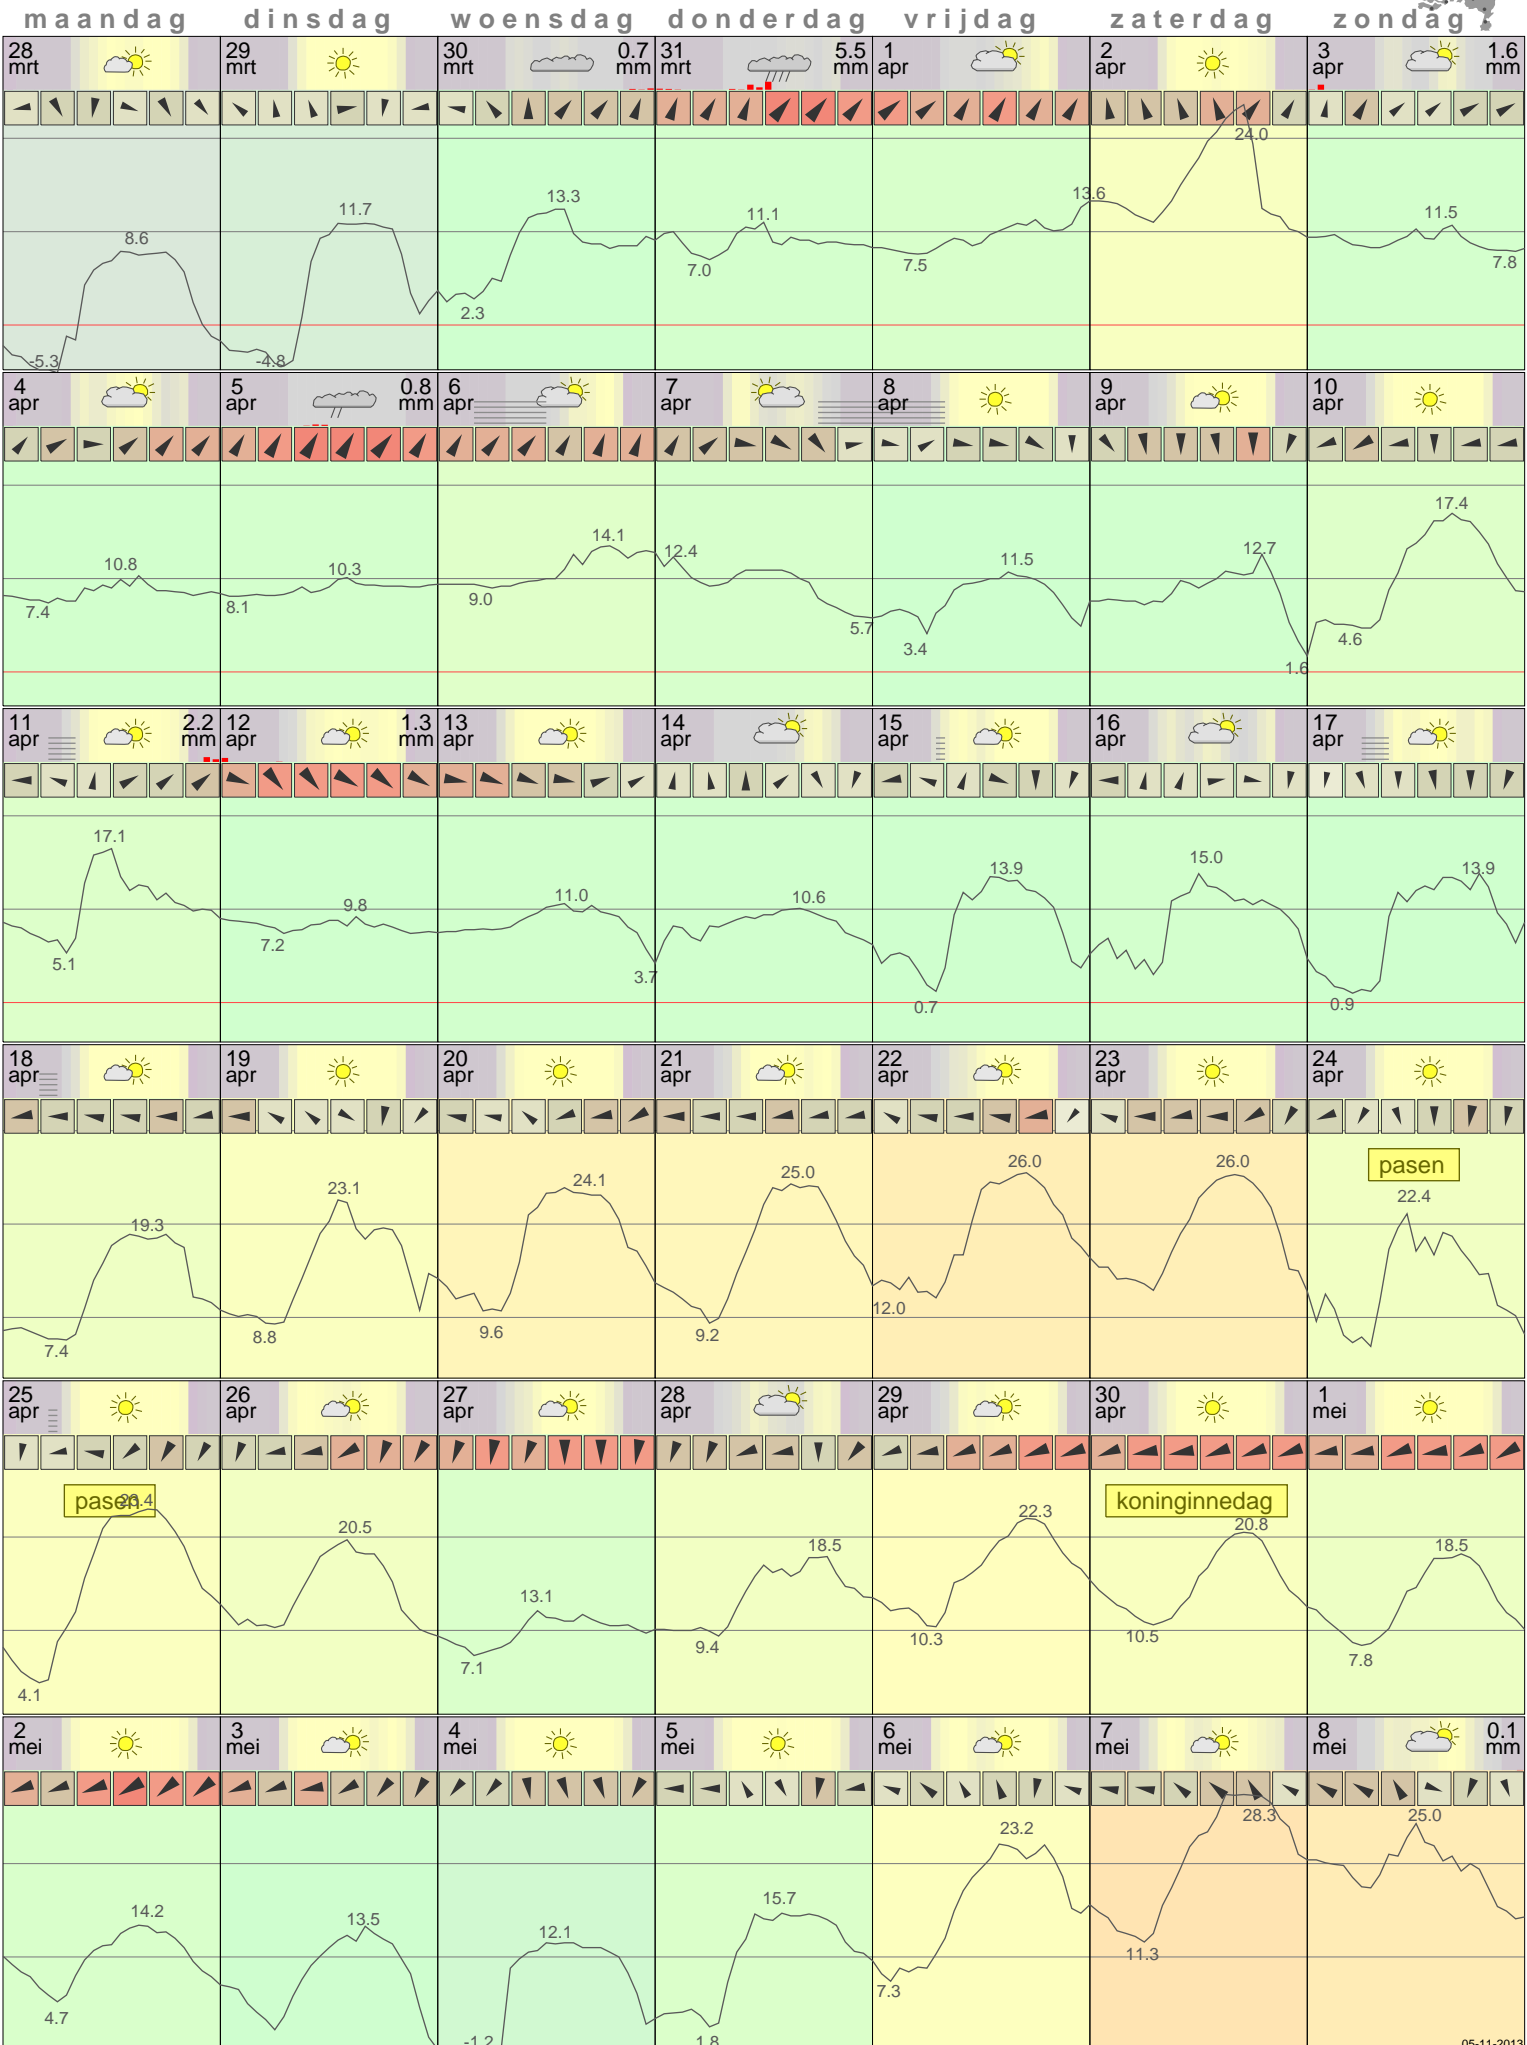 maandag dinsdag woensdag donderdag vrijdag zaterdag zondag
28 29 30 0.7 31 5.5 1 2 3 1.6
mrt mrt mrt mm mrt mm apr apr apr mm
8.6 11.7 13.3 11.1 13.6 24.0 11.5
-5.3 -4.8 2.3 7.0 7.5 7.8
4 5 0.8 6 7 8 9 10
apr apr mm apr apr apr apr apr
10.8 10.3 14.1 12.4 11.5 12.7 17.4
7.4 8.1 9.0 5.7 3.4 1.6 4.6
11 2.2 12 1.3 13 14 15 16 17
apr mm apr mm apr apr apr apr apr
17.1 9.8 11.0 10.6 13.9 15.0 13.9
5.1 7.2 3.7 0.7 0.9
18 19 20 21 22 23 24
apr apr apr apr apr apr apr
pasen
19.3 23.1 24.1 25.0 26.0 26.0 22.4
7.4 8.8 9.6 9.2 12.0
25 26 27 28 29 30 1
apr apr apr apr apr apr mei
pasen koninginnedag
23.4 20.5 13.1 18.5 22.3 20.8 18.5
4.1 7.1 9.4 10.3 10.5 7.8
2 3 4 5 6 7 8 0.1
mei mei mei mei mei mei mei mm
14.2 13.5 12.1 15.7 23.2 28.3 25.0
4.7 -1.2 1.8 7.3 11.3
05-11-2013